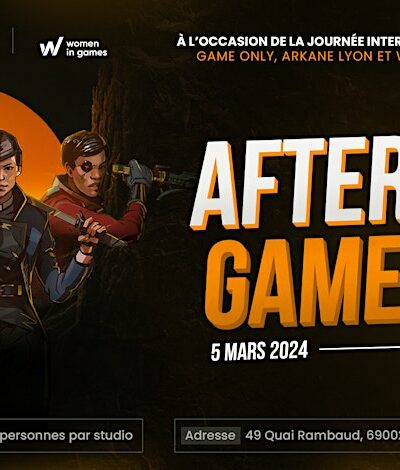 women
in games
À L'OCCASION DE LA JOURNÉE INTER
GAME ONLY, ARKANE LYON ET
AFTER
GAME
5 MARS 2024
personnes par studio
Adresse 49 Quai Rambaud, 69002